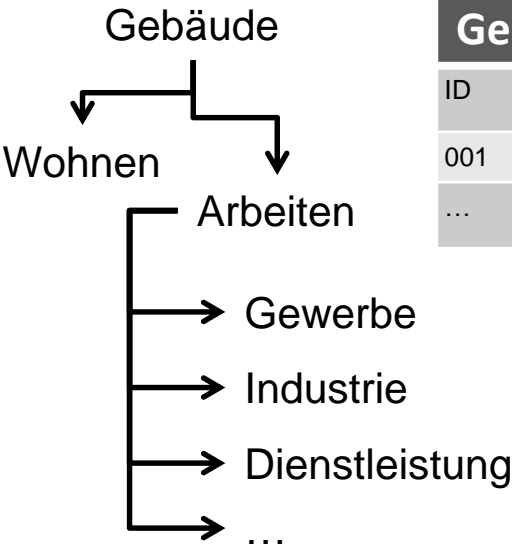 Gebäude
Wohnen
Arbeiten
Gewerbe
Industrie
Dienstleistung
…
Ge
ID
001
…